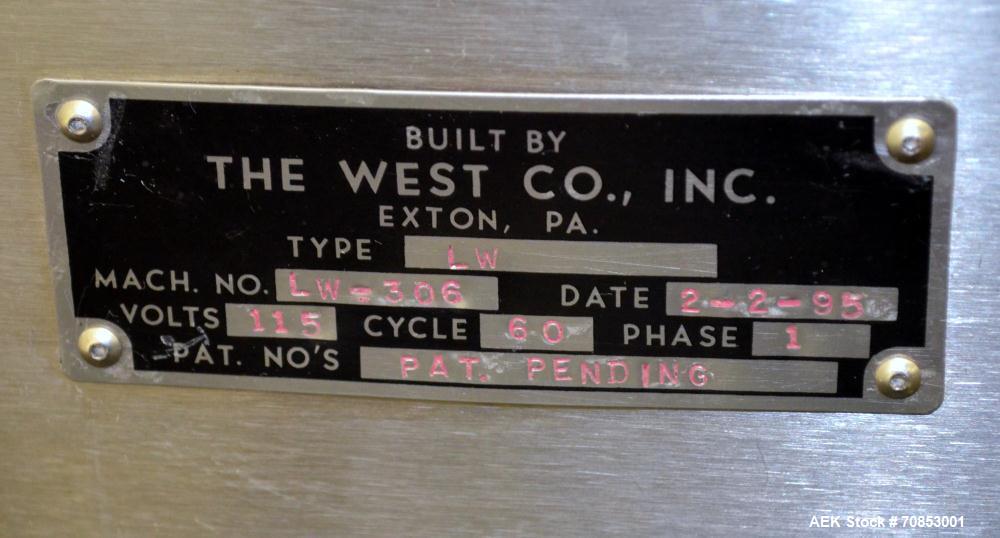 BUILT BY
THE WEST CO., INC.
EXTON, PA.
TYPE LW
MACH. NO. LW-306 DATE 2-2-95
VOLTS 115 CYCLE 60 PHASE 1
PAT. NO'S PAT. PENDING
AEK Stock # 70853001